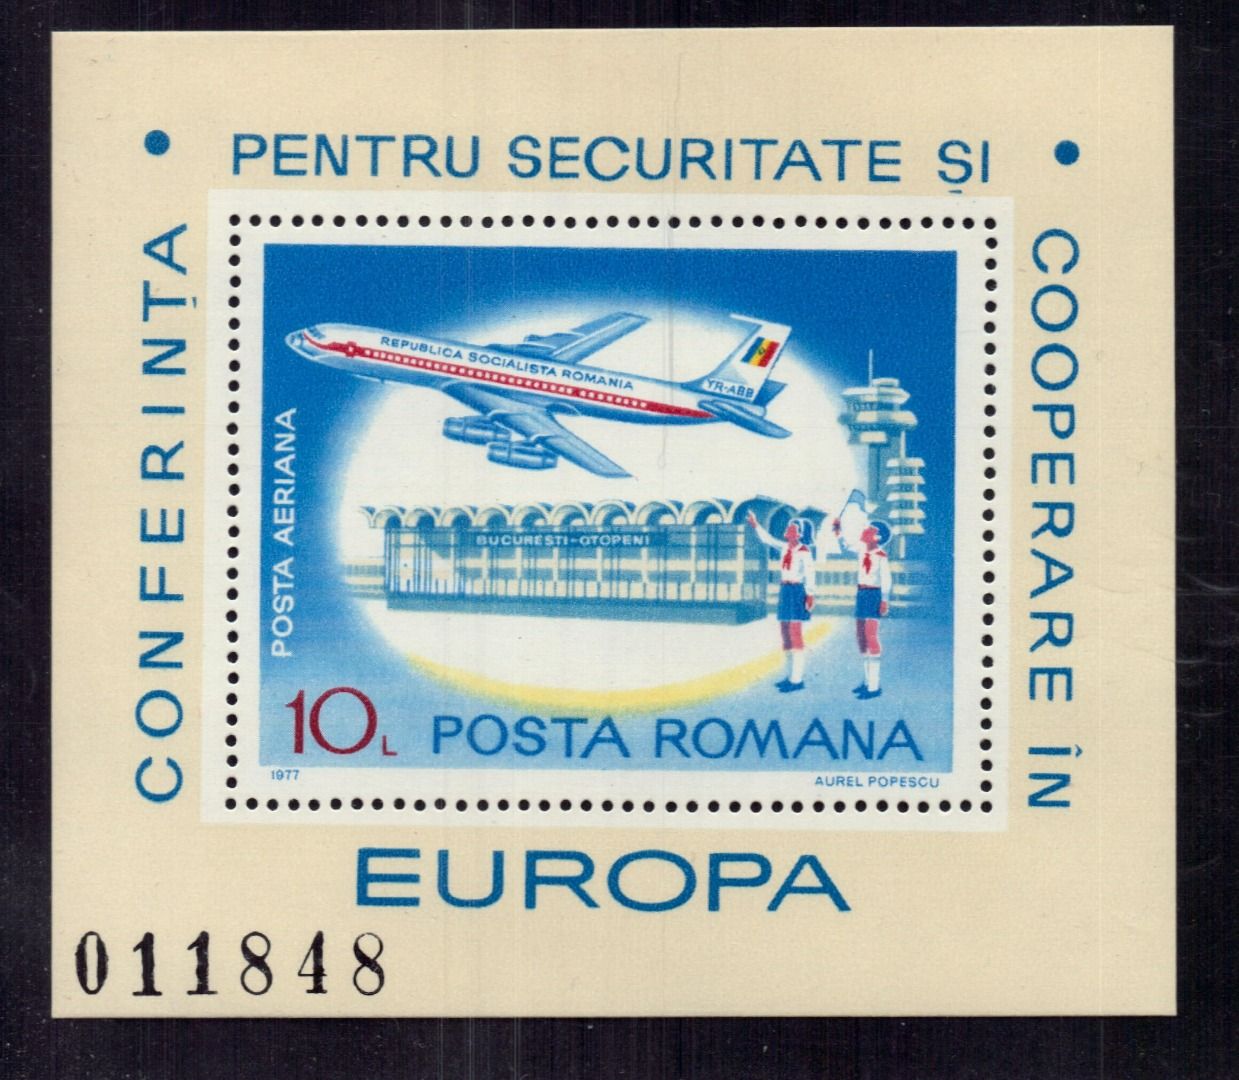 CONFERINȚA
• PENTRU SECURITATE ȘI •
COOPERARE ÎN
EUROPA
REPUBLICA SOCIALISTA ROMANIA
YR-ABB
POSTA AERIANA
BUCURESTI-OTOPENI
10L POSTA ROMANA
1977
AUREL POPESCU
011848